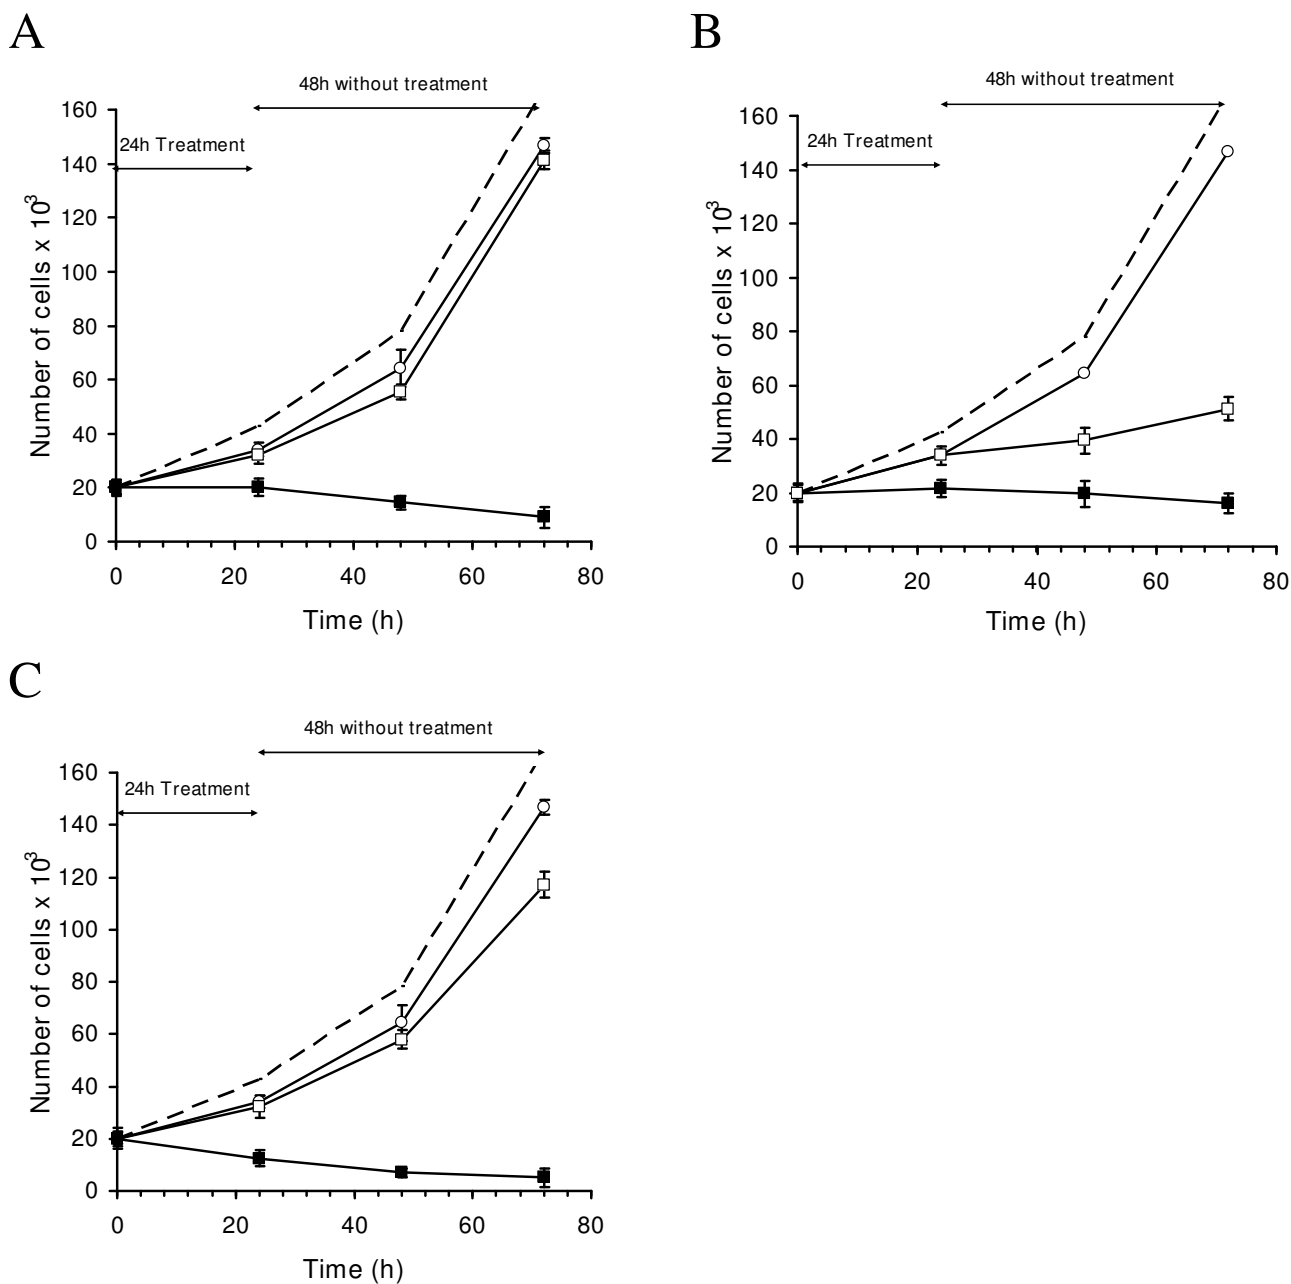 A
48h without treatment
24h Treatment
160
140
120
100
80
60
40
20
0
Number of cells x 10³
0 20 40 60 80
Time (h)
B
48h without treatment
24h Treatment
160
140
120
100
80
60
40
20
0
Number of cells x 10³
0 20 40 60 80
Time (h)
C
48h without treatment
24h Treatment
160
140
120
100
80
60
40
20
0
Number of cells x 10³
0 20 40 60 80
Time (h)